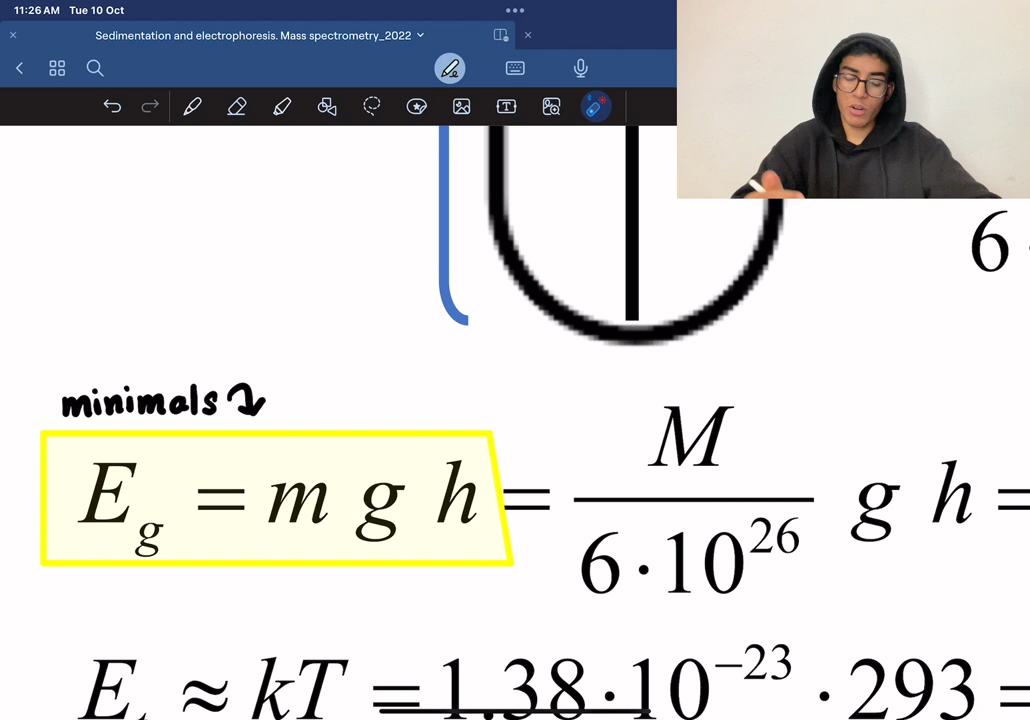 11:26 AM Tue 10 Oct
Sedimentation and electrophoresis. Mass spectrometry_2022
6
minimals
E_g = m g h = M / 6·10^26 g h =
E ≈ kT = 1.38·10^−23 · 293 =